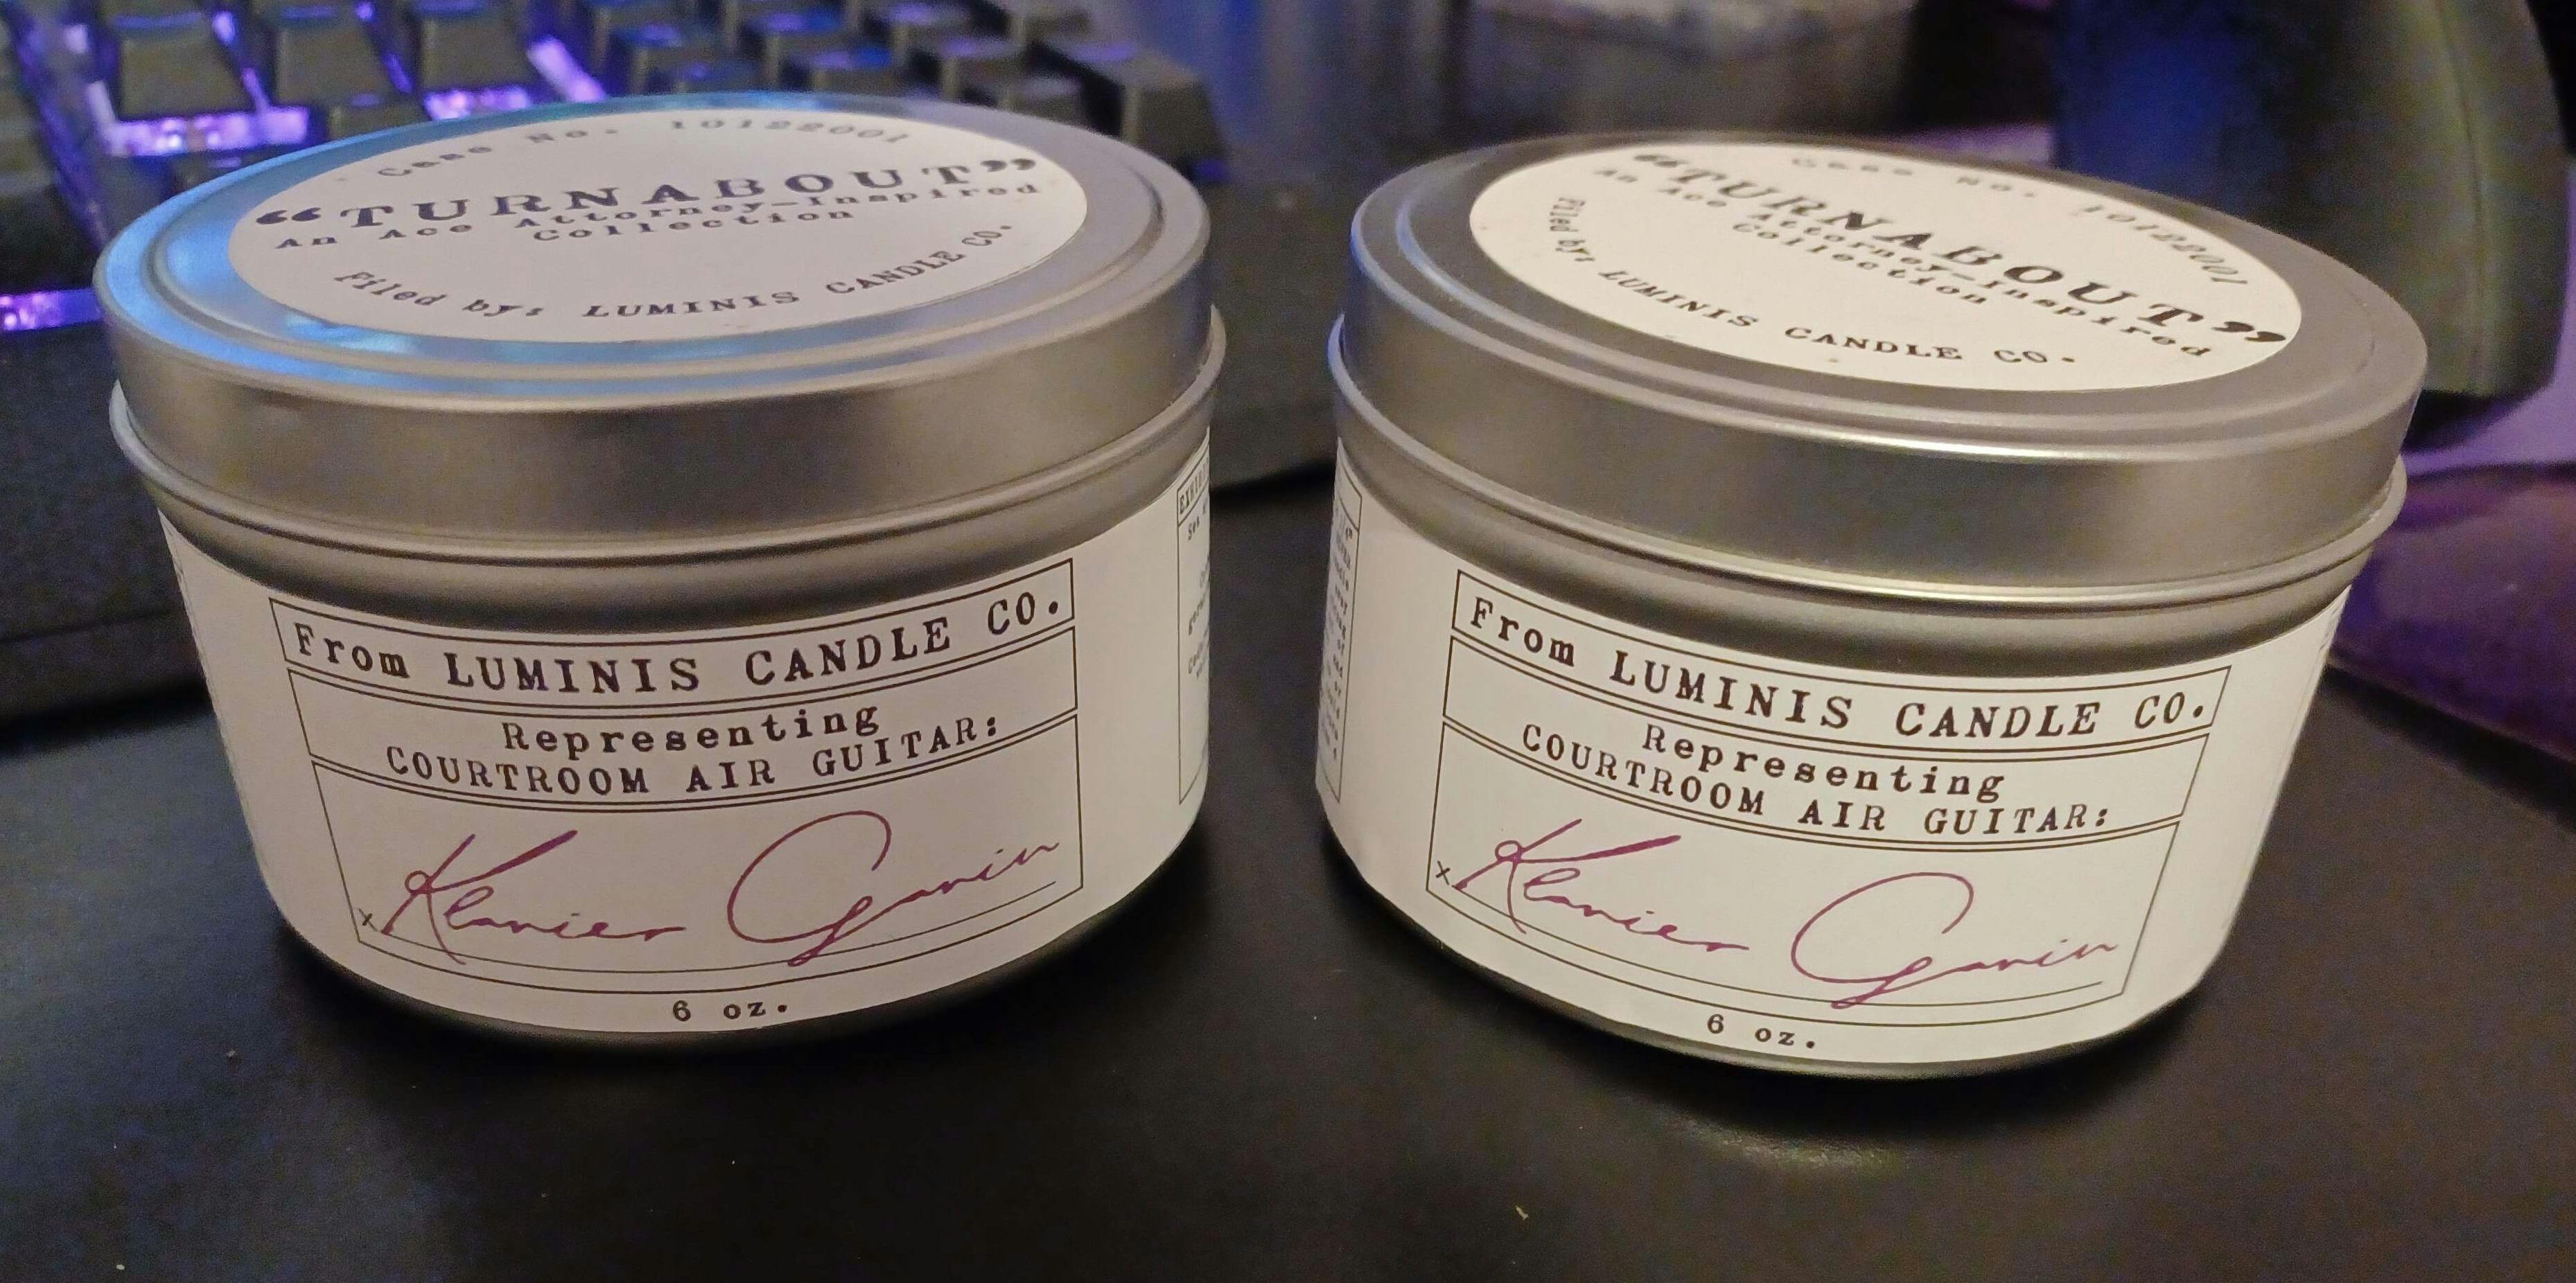 Case No. 10122001
“TURNABOUT”
An Ace Attorney-Inspired
Collection
Filed by: LUMINIS CANDLE CO.
From LUMINIS CANDLE CO.
Representing
COURTROOM AIR GUITAR:
x Klavier Gavin
6 oz.
Case No. 10122001
“TURNABOUT”
An Ace Attorney-Inspired
Collection
Filed by: LUMINIS CANDLE CO.
From LUMINIS CANDLE CO.
Representing
COURTROOM AIR GUITAR:
x Klavier Gavin
6 oz.